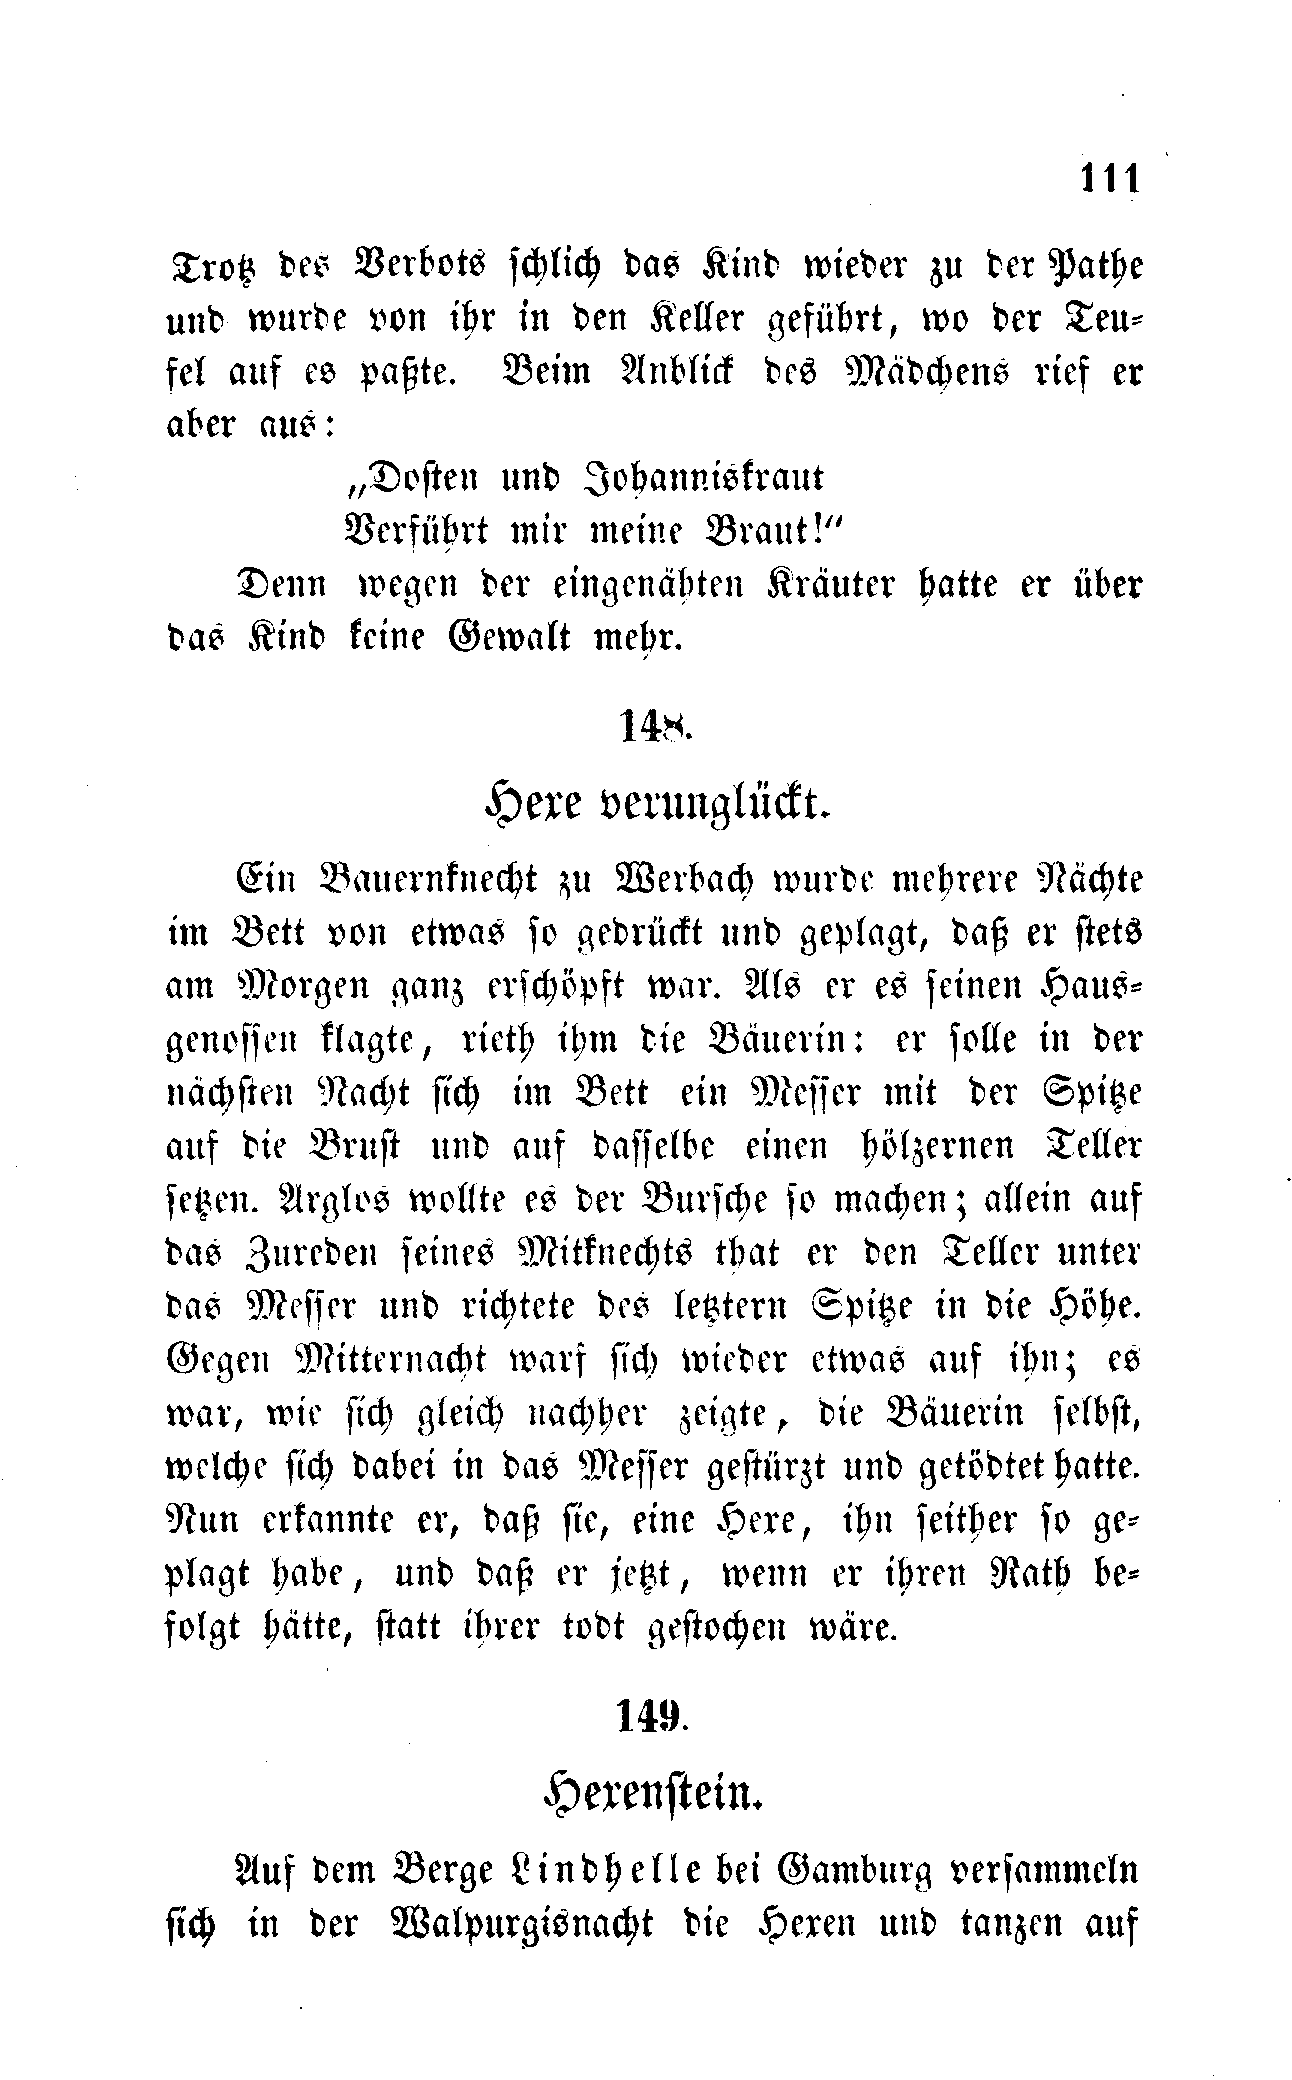 111
Trotz des Verbots schlich das Kind wieder zu der Pathe
und wurde von ihr in den Keller geführt, wo der Teu-
fel auf es paßte. Beim Anblick des Mädchens rief er
aber aus:
„Dosten und Johanniskraut
Verführt mir meine Braut!“
Denn wegen der eingenähten Kräuter hatte er über
das Kind keine Gewalt mehr.
148.
Hexe verunglückt.
Ein Bauernknecht zu Werbach wurde mehrere Nächte
im Bett von etwas so gedrückt und geplagt, daß er stets
am Morgen ganz erschöpft war. Als er es seinen Haus-
genossen klagte, rieth ihm die Bäuerin: er solle in der
nächsten Nacht sich im Bett ein Messer mit der Spitze
auf die Brust und auf dasselbe einen hölzernen Teller
setzen. Arglos wollte es der Bursche so machen; allein auf
das Zureden seines Mitknechts that er den Teller unter
das Messer und richtete des letztern Spitze in die Höhe.
Gegen Mitternacht warf sich wieder etwas auf ihn; es
war, wie sich gleich nachher zeigte, die Bäuerin selbst,
welche sich dabei in das Messer gestürzt und getödtet hatte.
Nun erkannte er, daß sie, eine Hexe, ihn seither so ge-
plagt habe, und daß er jetzt, wenn er ihren Rath be-
folgt hätte, statt ihrer todt gestochen wäre.
149.
Hexenstein.
Auf dem Berge Lindhelle bei Gamburg versammeln
sich in der Walpurgisnacht die Hexen und tanzen auf